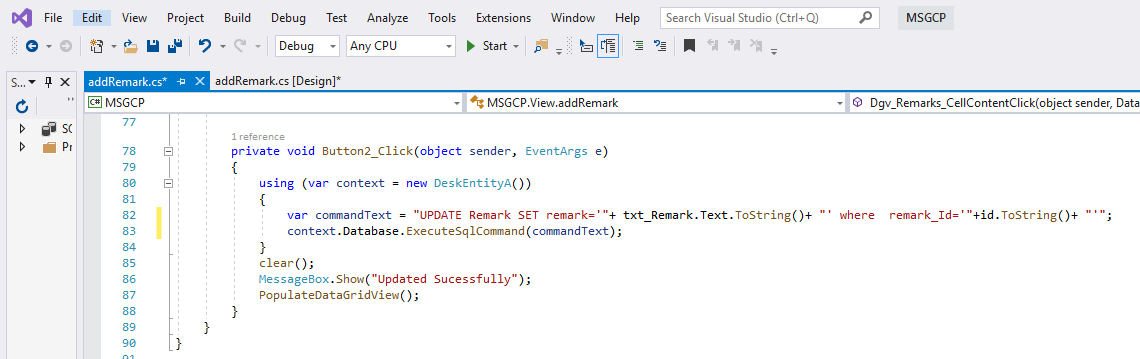 File Edit View Project Build Debug Test Analyze Tools Extensions Window Help Search Visual Studio (Ctrl+Q) MSGCP
Debug Any CPU Start
S... addRemark.cs* addRemark.cs [Design]*
MSGCP MSGCP.View.addRemark Dgv_Remarks_CellContentClick(object sender, Data
77
1 reference
78 private void Button2_Click(object sender, EventArgs e)
79 {
80 using (var context = new DeskEntityA())
81 {
82 var commandText = "UPDATE Remark SET remark='"+ txt_Remark.Text.ToString()+ "' where  remark_Id='"+id.ToString()+ "'";
83 context.Database.ExecuteSqlCommand(commandText);
84 }
85 clear();
86 MessageBox.Show("Updated Sucessfully");
87 PopulateDataGridView();
88 }
89 }
90 }
SC
Pr